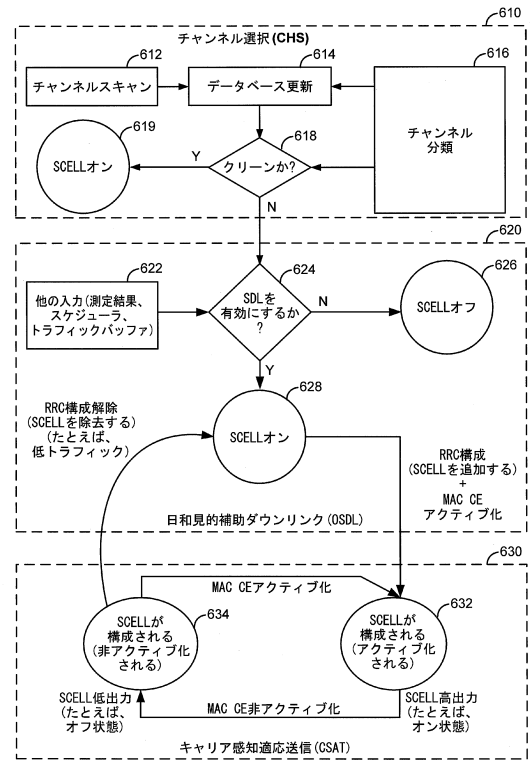 610
チャンネル選択(CHS)
612
614
616
チャンネルスキャン
データベース更新
チャンネル
分類
619
618
SCELLオン
Y
クリーンか?
N
620
622
624
626
他の入力(測定結果、
スケジューラ、
トラフィックバッファ)
SDLを
有効にするか
?
N
SCELLオフ
Y
628
RRC構成解除
(SCELLを除去する)
(たとえば、
低トラフィック)
SCELLオン
RRC構成
(SCELLを追加する)
+
MAC CE
アクティブ化
日和見的補助ダウンリンク(OSDL)
630
MAC CEアクティブ化
634
632
SCELLが
構成される
(非アクティブ化
される)
SCELLが
構成される
(アクティブ化
される)
SCELL低出力
(たとえば、
オフ状態)
MAC CE非アクティブ化
SCELL高出力
(たとえば、
オン状態)
キャリア感知適応送信(CSAT)